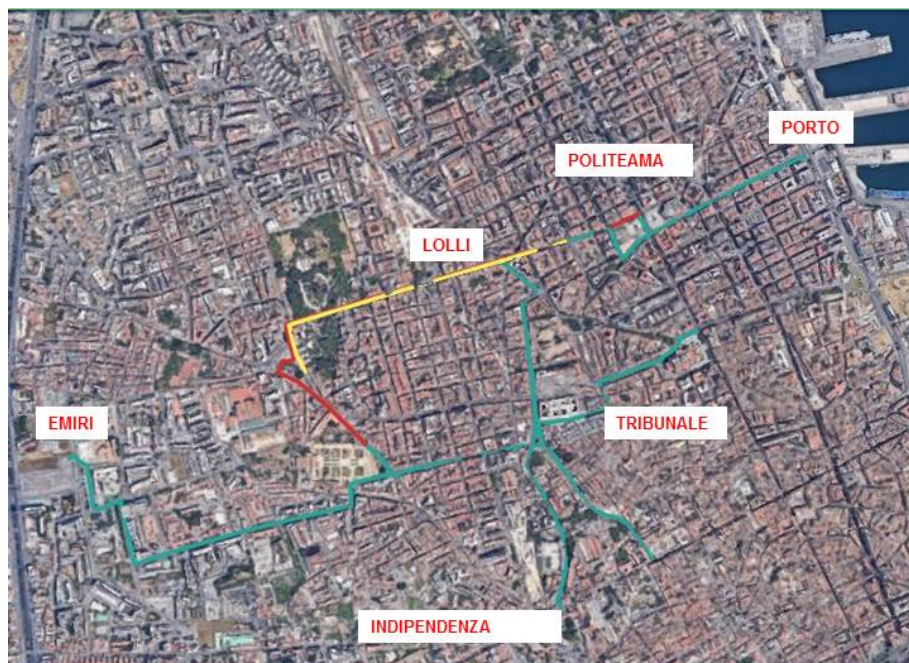 PORTO
POLITEAMA
LOLLI
EMIRI
TRIBUNALE
INDIPENDENZA